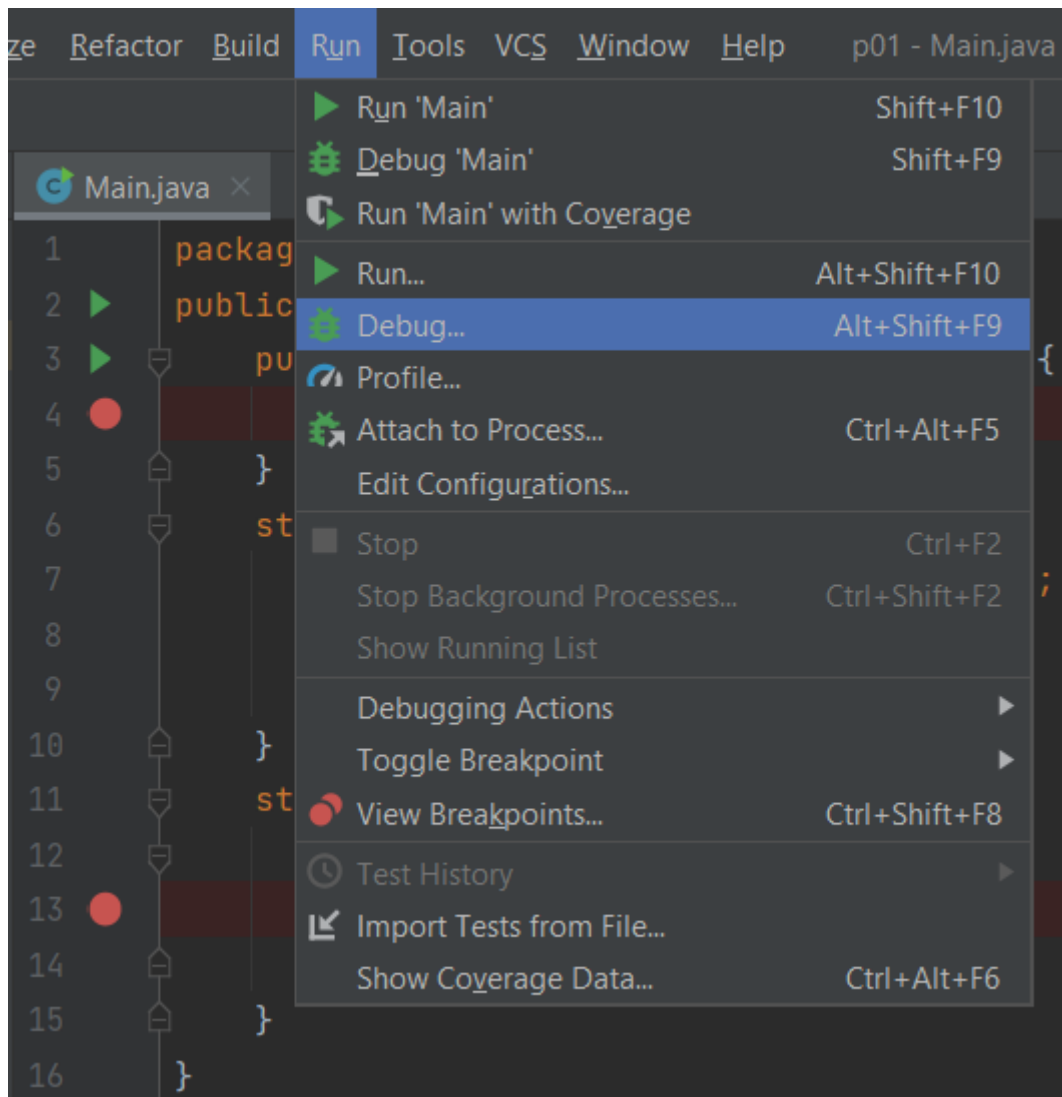 ze Refactor Build Run Tools VCS Window Help p01 - Main.java
Main.java
Run 'Main' Shift+F10
Debug 'Main' Shift+F9
Run 'Main' with Coverage
Run... Alt+Shift+F10
Debug... Alt+Shift+F9
Profile...
Attach to Process... Ctrl+Alt+F5
Edit Configurations...
Stop Ctrl+F2
Stop Background Processes... Ctrl+Shift+F2
Show Running List
Debugging Actions
Toggle Breakpoint
View Breakpoints... Ctrl+Shift+F8
Test History
Import Tests from File...
Show Coverage Data... Ctrl+Alt+F6
1 packag
2 public
3 pu {
4
5 }
6 st
7 ;
8
9
10 }
11 st
12
13
14
15 }
16 }